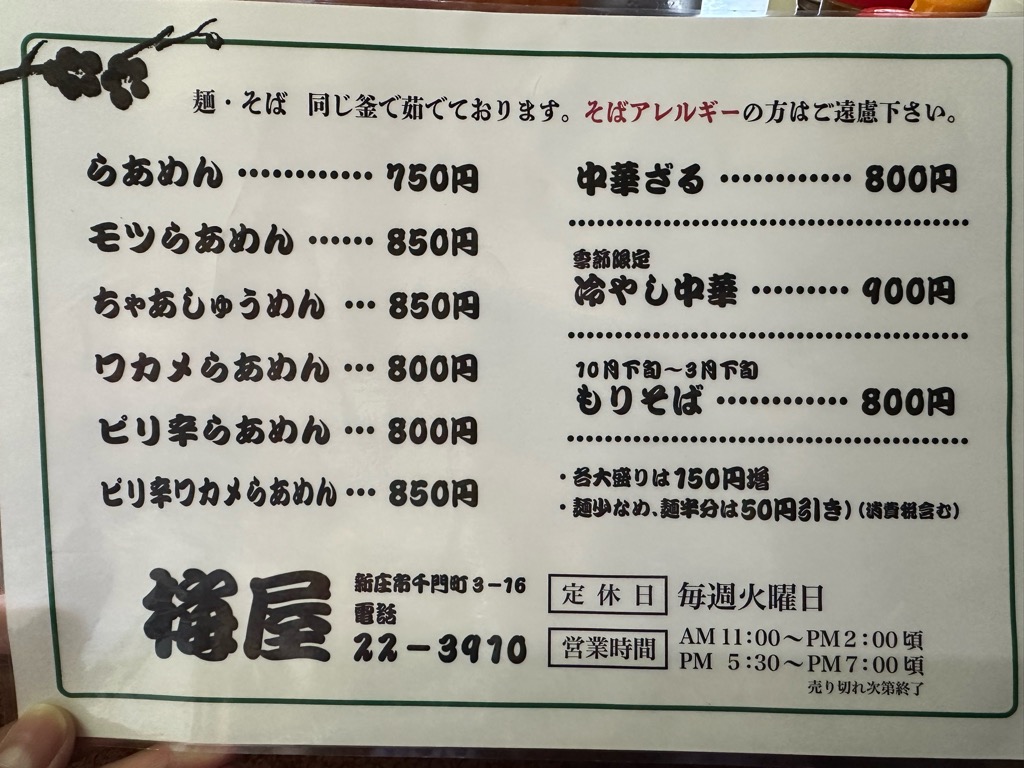 麺・そば 同じ釜で茹でております。そばアレルギーの方はご遠慮下さい。
らあめん ………… 750円
モツらあめん …… 850円
ちゃあしゅうめん … 850円
ワカメらあめん … 800円
ピリ辛らあめん … 800円
ピリ辛ワカメらあめん … 850円
中華ざる ………… 800円
季節限定
冷やし中華 ……… 900円
10月下旬～3月下旬
もりそば ………… 800円
・各大盛りは150円増
・麺少なめ、麺半分は50円引き）（消費税含む）
梅屋
新庄市千門町3-16
電話
22-3910
定休日 毎週火曜日
営業時間 AM 11:00～PM 2:00頃
PM 5:30～PM 7:00頃
売り切れ次第終了